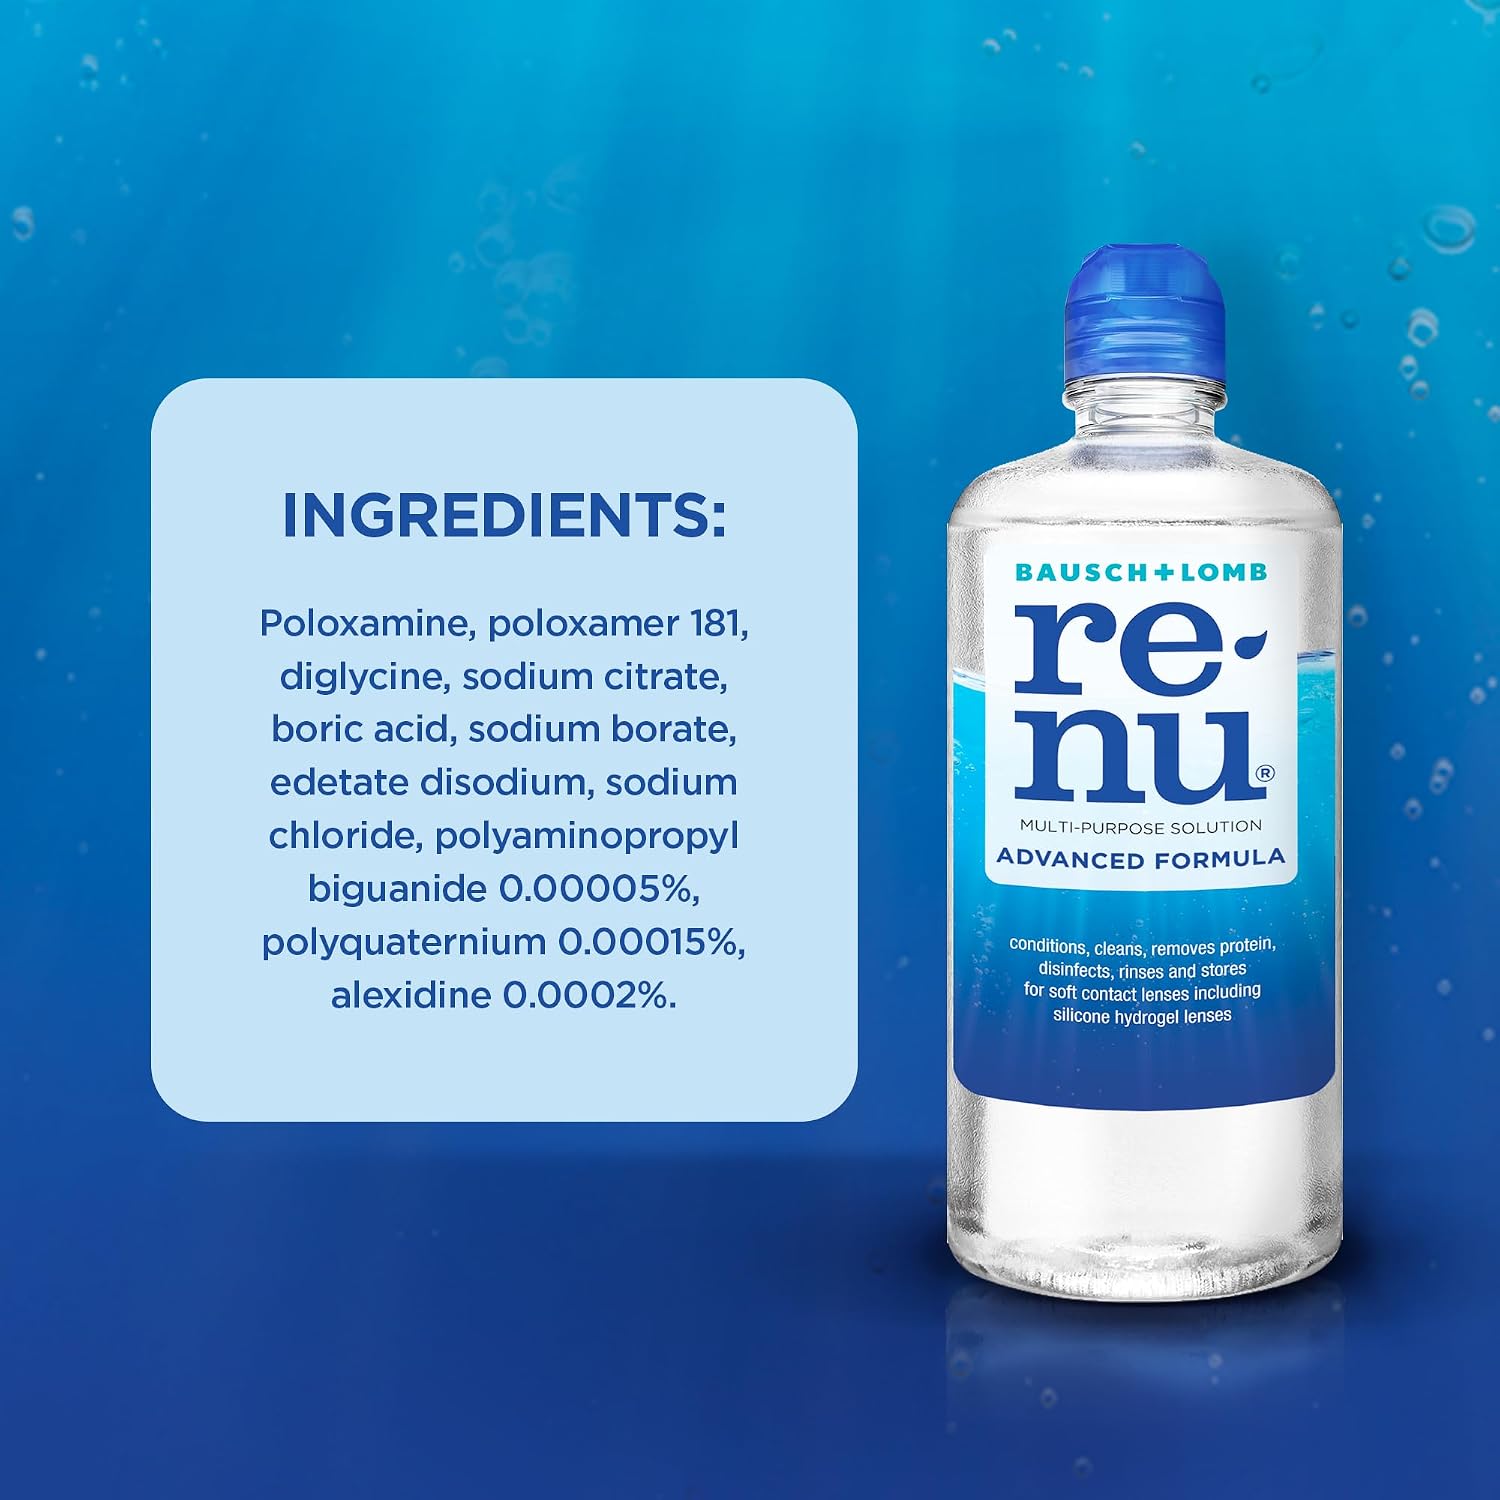 INGREDIENTS:
Poloxamine, poloxamer 181,
diglycine, sodium citrate,
boric acid, sodium borate,
edetate disodium, sodium
chloride, polyaminopropyl
biguanide 0.00005%,
polyquaternium 0.00015%,
alexidine 0.0002%.
BAUSCH+LOMB
re-
nu®
MULTI-PURPOSE SOLUTION
ADVANCED FORMULA
conditions, cleans, removes protein,
disinfects, rinses and stores
for soft contact lenses including
silicone hydrogel lenses